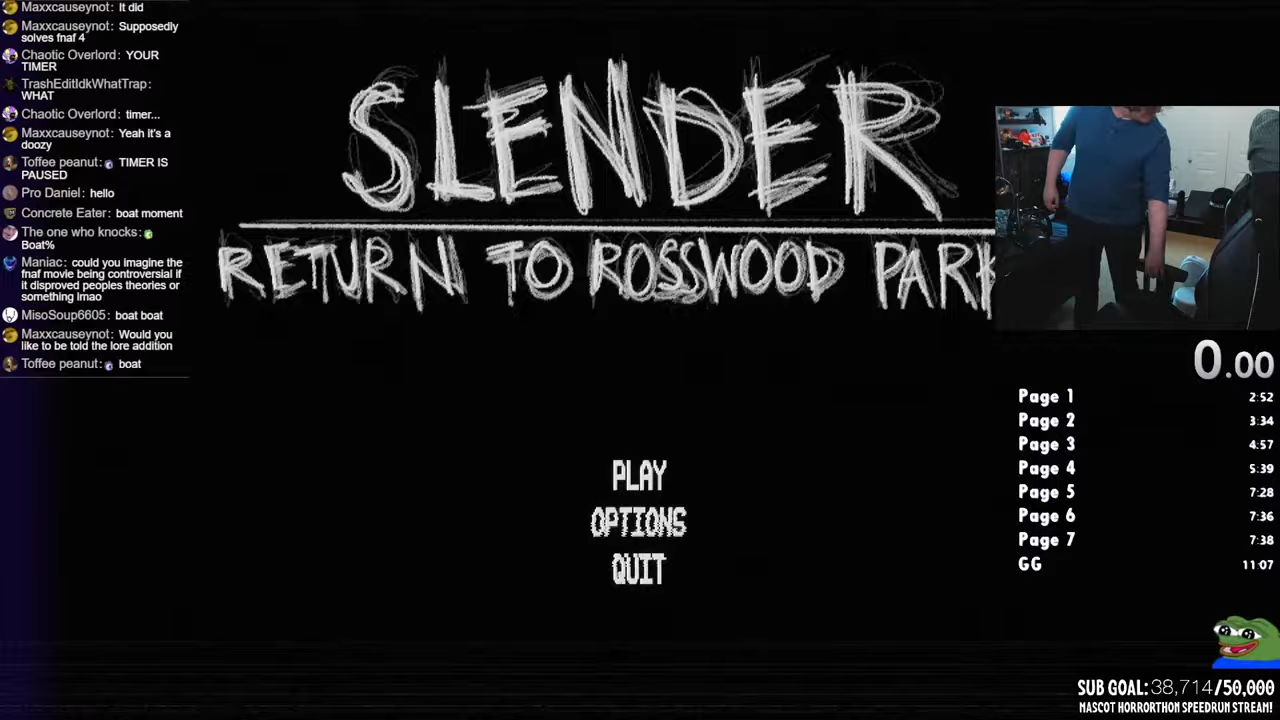 Maxxcauseynot: It did
Maxxcauseynot: Supposedly
solves fnaf 4
Chaotic Overlord: YOUR
TIMER
TrashEditIdkWhatTrap:
WHAT
Chaotic Overlord: timer...
Maxxcauseynot: Yeah it's a
doozy
Toffee peanut: TIMER IS
PAUSED
Pro Daniel: hello
Concrete Eater: boat moment
The one who knocks:
Boat%
Maniac: could you imagine the
fnaf movie being controversial if
it disproved peoples theories or
something lmao
MisoSoup6605: boat boat
Maxxcauseynot: Would you
like to be told the lore addition
Toffee peanut: boat
SLENDER
RETURN TO ROSSWOOD PARK
PLAY
OPTIONS
QUIT
0.00
Page 1 2:52
Page 2 3:34
Page 3 4:57
Page 4 5:39
Page 5 7:28
Page 6 7:36
Page 7 7:38
GG 11:07
SUB GOAL: 38,714/50,000
MASCOT HORRORTHON SPEEDRUN STREAM!